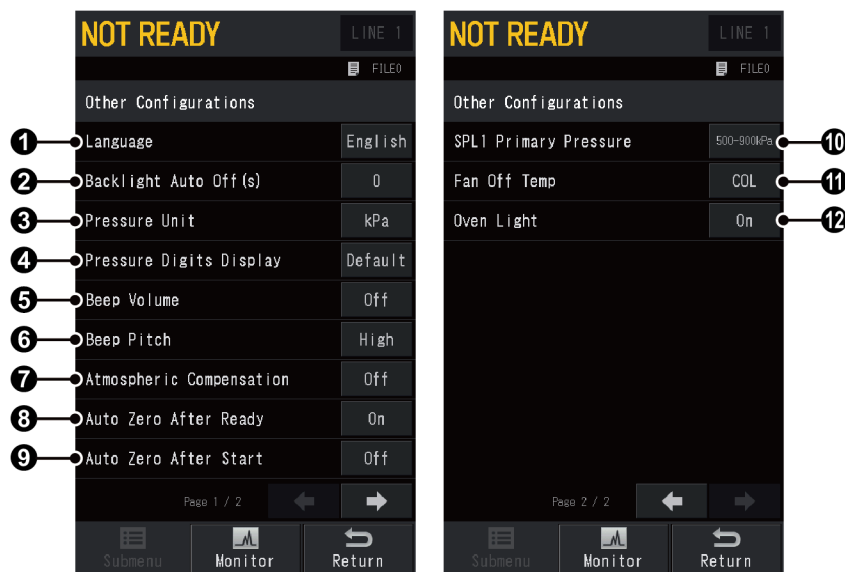 NOT READY LINE 1
FILE0
Other Configurations
1 Language English
2 Backlight Auto Off(s) 0
3 Pressure Unit kPa
4 Pressure Digits Display Default
5 Beep Volume Off
6 Beep Pitch High
7 Atmospheric Compensation Off
8 Auto Zero After Ready On
9 Auto Zero After Start Off
Page 1 / 2
Submenu Monitor Return
NOT READY LINE 1
FILE0
Other Configurations
SPL1 Primary Pressure 500-900kPa 10
Fan Off Temp COL 11
Oven Light On 12
Page 2 / 2
Submenu Monitor Return